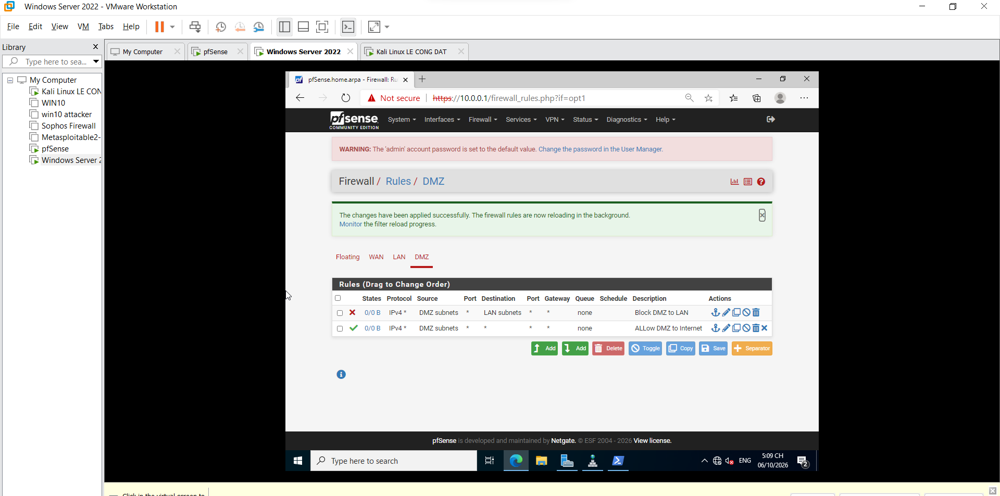 Windows Server 2022 - VMware Workstation
File Edit View VM Tabs Help
Library
Type here to sea...
My Computer
Kali Linux LE CON
WIN10
win10 attacker
Sophos Firewall
Metasploitable2-
pfSense
Windows Server 2
My Computer pfSense Windows Server 2022 Kali Linux LE CONG DAT
pfSense.home.arpa - Firewall: Ru
Not secure https://10.0.0.1/firewall_rules.php?if=opt1
pfsense
COMMUNITY EDITION
System Interfaces Firewall Services VPN Status Diagnostics Help
WARNING: The 'admin' account password is set to the default value. Change the password in the User Manager.
Firewall / Rules / DMZ
The changes have been applied successfully. The firewall rules are now reloading in the background.
Monitor the filter reload progress.
Floating WAN LAN DMZ
Rules (Drag to Change Order)
States Protocol Source Port Destination Port Gateway Queue Schedule Description Actions
0/0 B IPv4 * DMZ subnets * LAN subnets * * none Block DMZ to LAN
0/0 B IPv4 * DMZ subnets * * * * none ALLow DMZ to Internet
Add Add Delete Toggle Copy Save Separator
pfSense is developed and maintained by Netgate. © ESF 2004 - 2026 View license.
Type here to search
ENG
5:09 CH
06/10/2026
2
Click in the virtual screen to